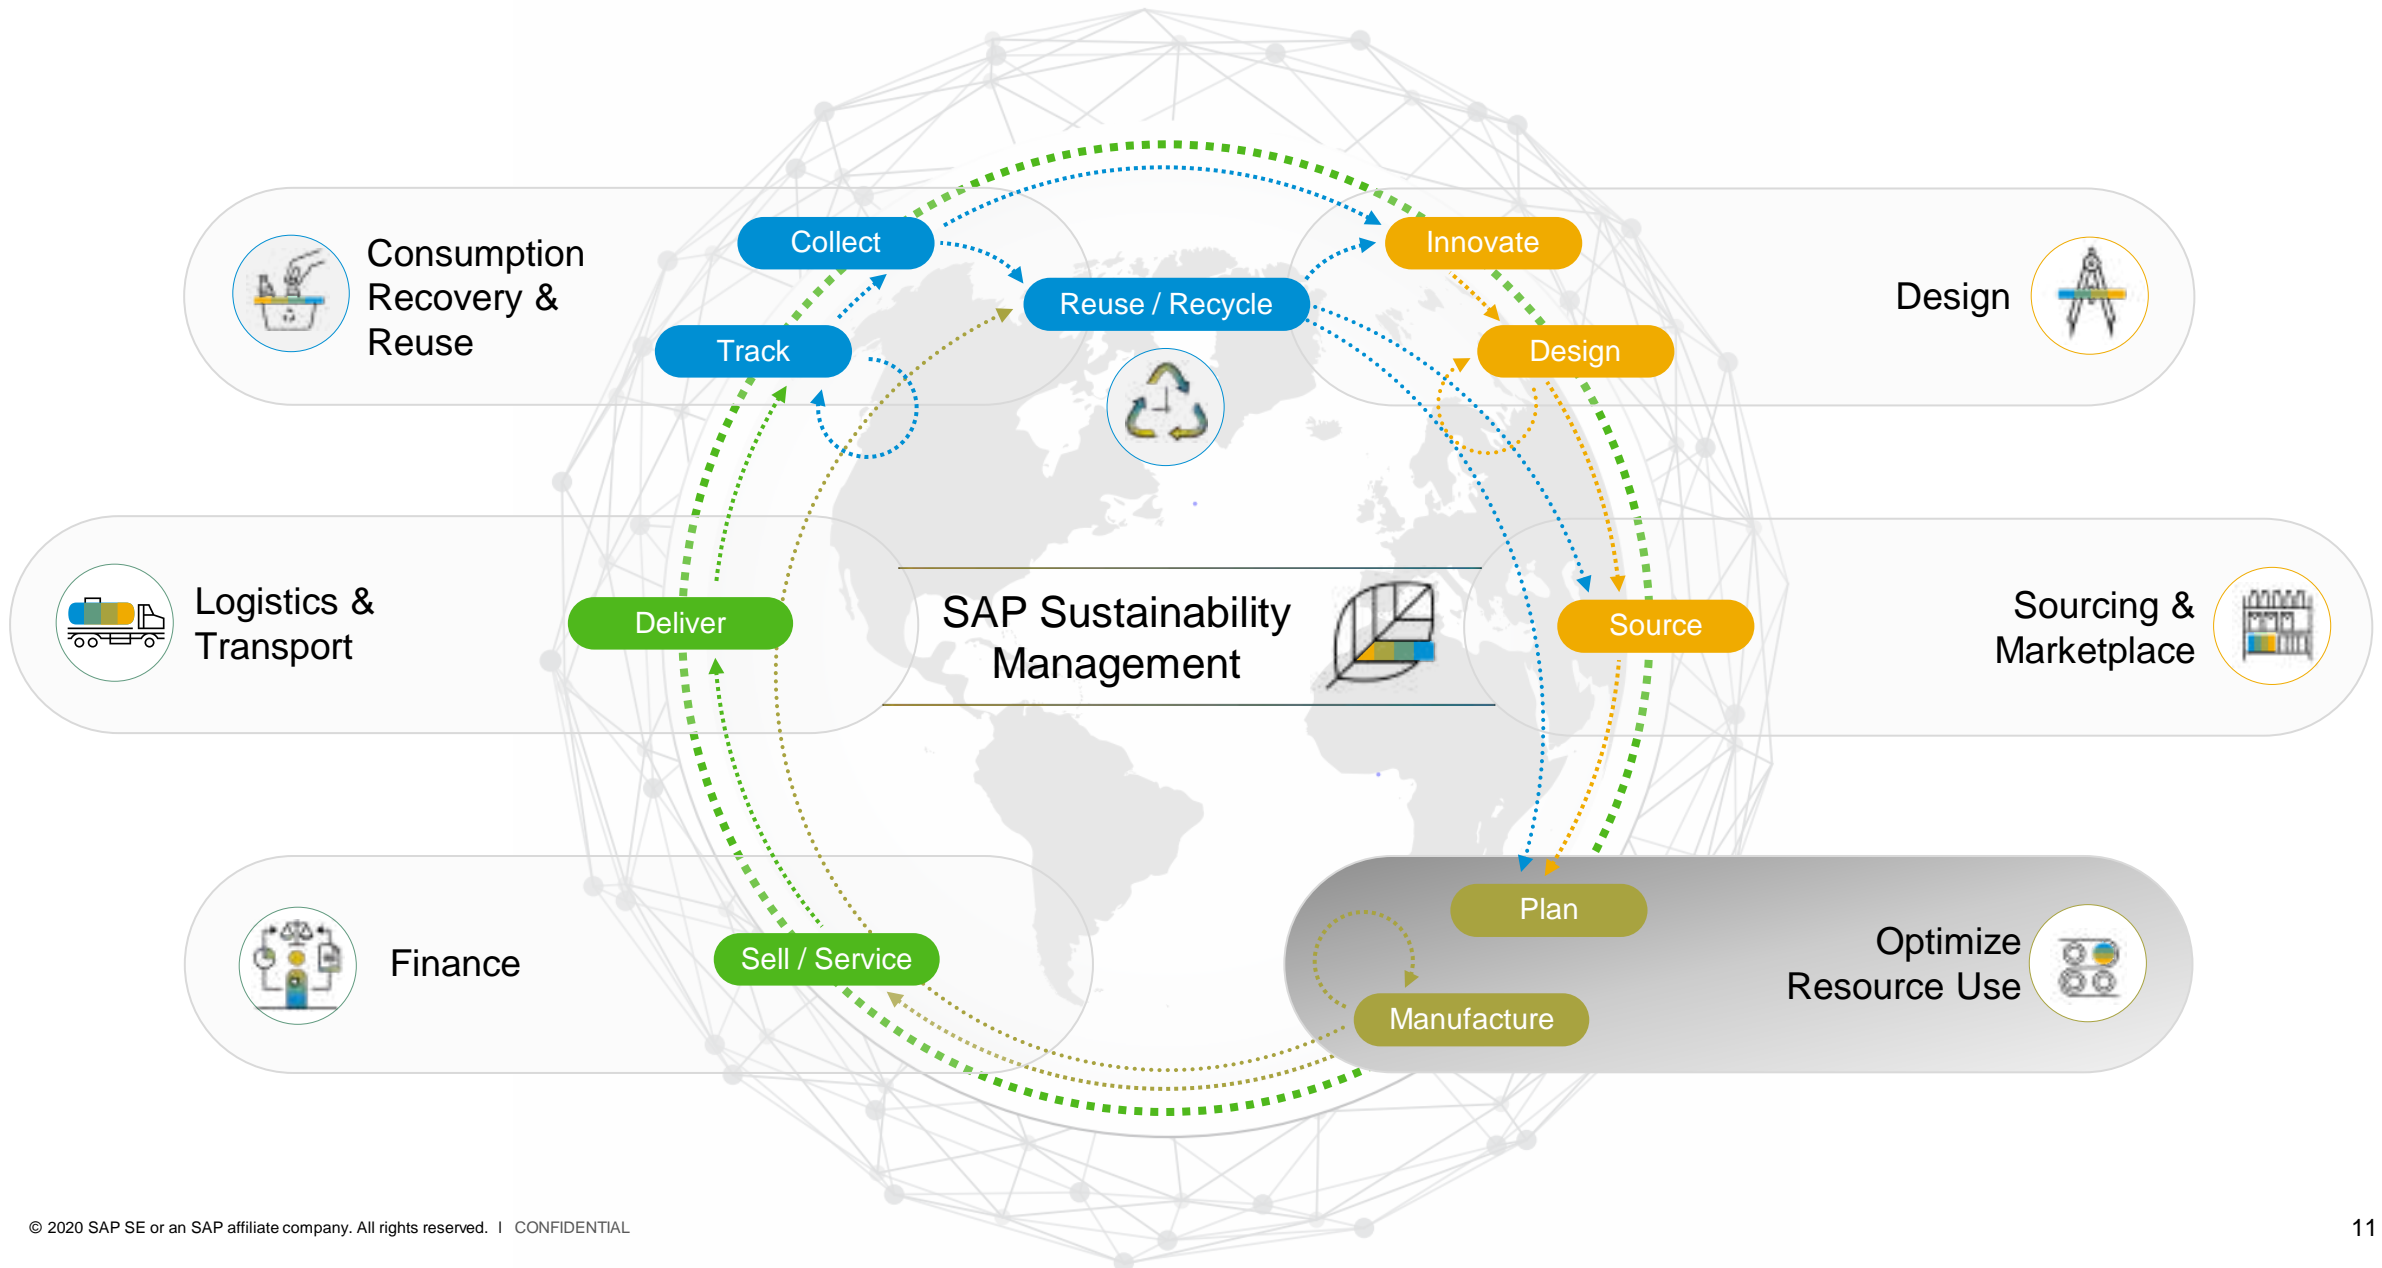 Collect
Innovate
Consumption
Recovery &
Reuse
Reuse / Recycle
Design
Track
Design
Logistics &
Transport
Deliver
SAP Sustainability
Management
Source
Sourcing &
Marketplace
Plan
Finance
Sell / Service
Optimize
Resource Use
Manufacture
© 2020 SAP SE or an SAP affiliate company. All rights reserved. I CONFIDENTIAL
11